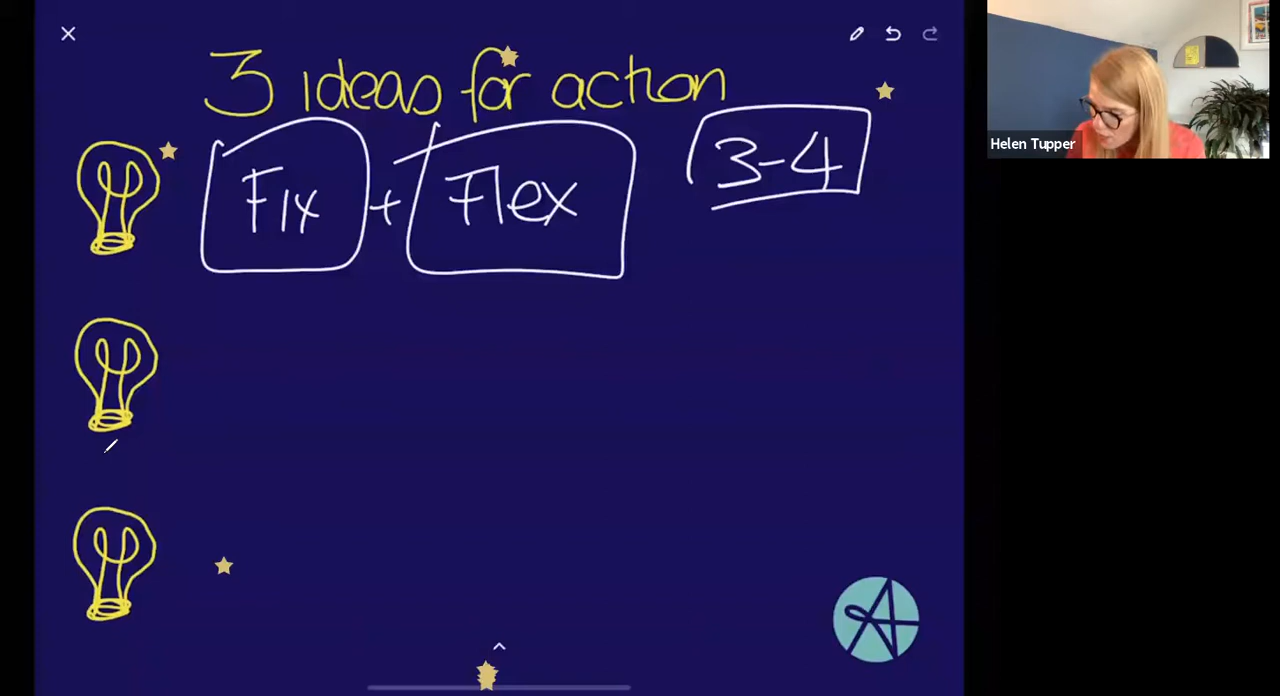 3 ideas for action
Fix + Flex 3-4
Helen Tupper